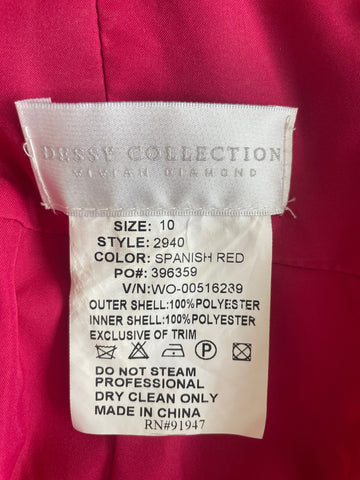 DESSY COLLECTION
VIVIAN DIAMOND
SIZE: 10
STYLE: 2940
COLOR: SPANISH RED
PO#: 396359
V/N: WO-00516239
OUTER SHELL:100%POLYESTER
INNER SHELL:100%POLYESTER
EXCLUSIVE OF TRIM
DO NOT STEAM
PROFESSIONAL
DRY CLEAN ONLY
MADE IN CHINA
RN#91947